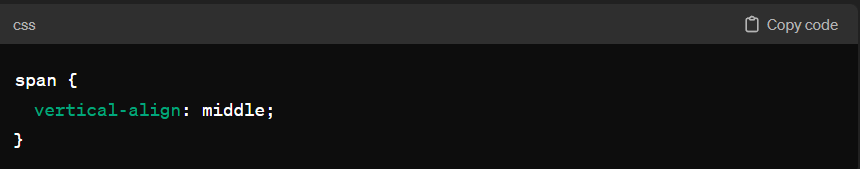 css
Copy code
span {
  vertical-align: middle;
}